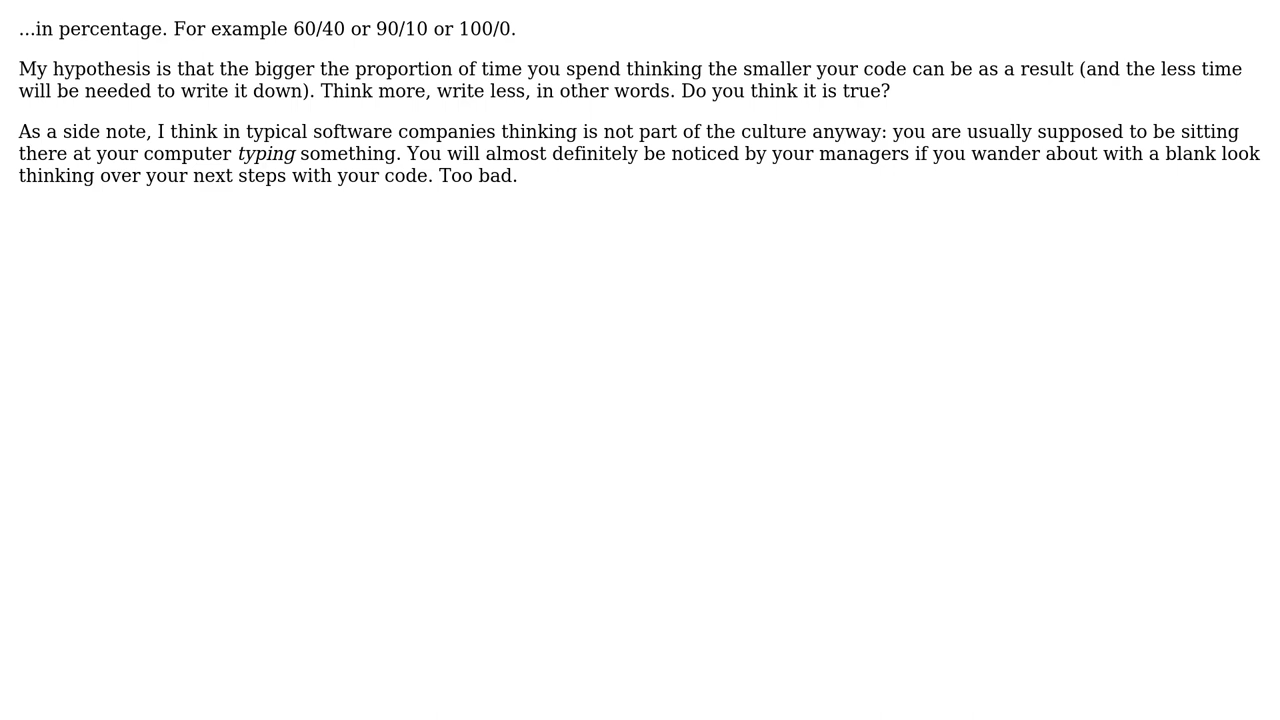 ...in percentage. For example 60/40 or 90/10 or 100/0.
My hypothesis is that the bigger the proportion of time you spend thinking the smaller your code can be as a result (and the less time
will be needed to write it down). Think more, write less, in other words. Do you think it is true?
As a side note, I think in typical software companies thinking is not part of the culture anyway: you are usually supposed to be sitting
there at your computer typing something. You will almost definitely be noticed by your managers if you wander about with a blank look
thinking over your next steps with your code. Too bad.